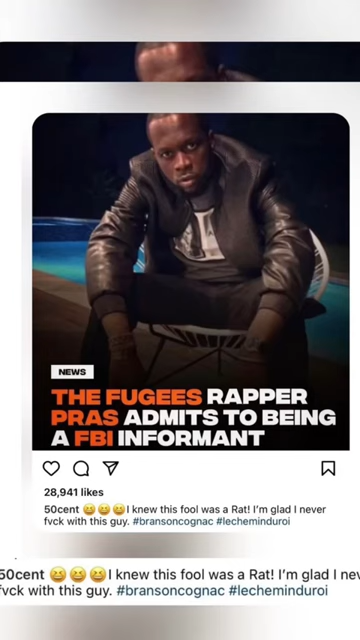 NEWS
THE FUGEES RAPPER
PRAS ADMITS TO BEING
A FBI INFORMANT
28,941 likes
50cent 😆😆😆I knew this fool was a Rat! I'm glad I never
fvck with this guy. #bransoncognac #lecheminduroi
50cent 😆😆😆I knew this fool was a Rat! I'm glad I nev
fvck with this guy. #bransoncognac #lecheminduroi